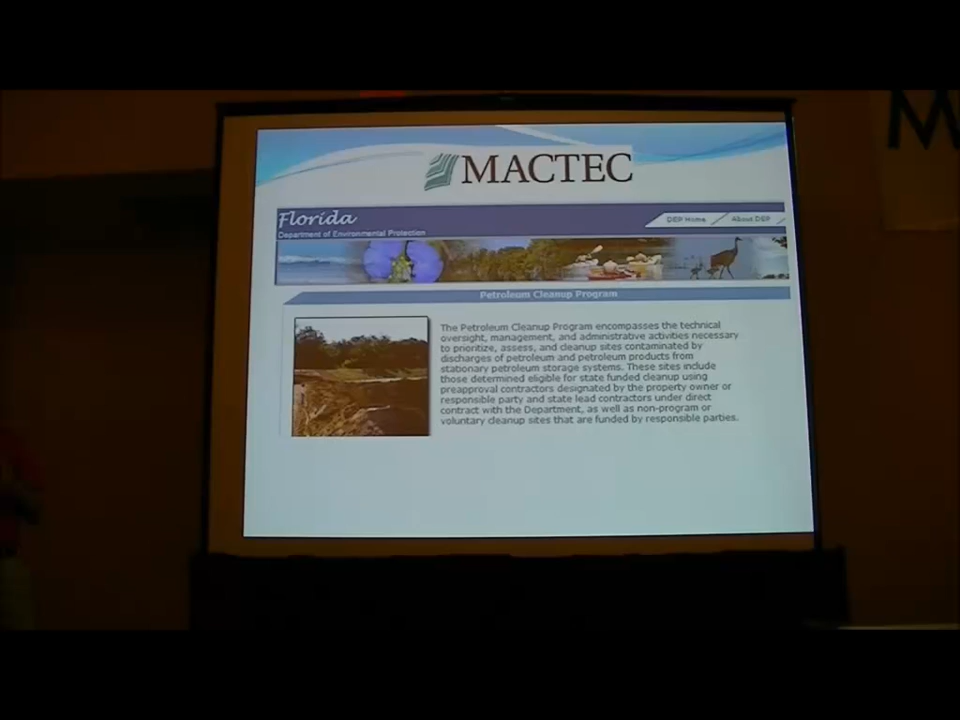 M
MACTEC
Florida
Department of Environmental Protection
DEP Home
About DEP
Petroleum Cleanup Program
The Petroleum Cleanup Program encompasses the technical
oversight, management, and administrative activities necessary
to prioritize, assess, and cleanup sites contaminated by
discharges of petroleum and petroleum products from
stationary petroleum storage systems. These sites include
those determined eligible for state funded cleanup using
preapproval contractors designated by the property owner or
responsible party and state lead contractors under direct
contract with the Department, as well as non-program or
voluntary cleanup sites that are funded by responsible parties.